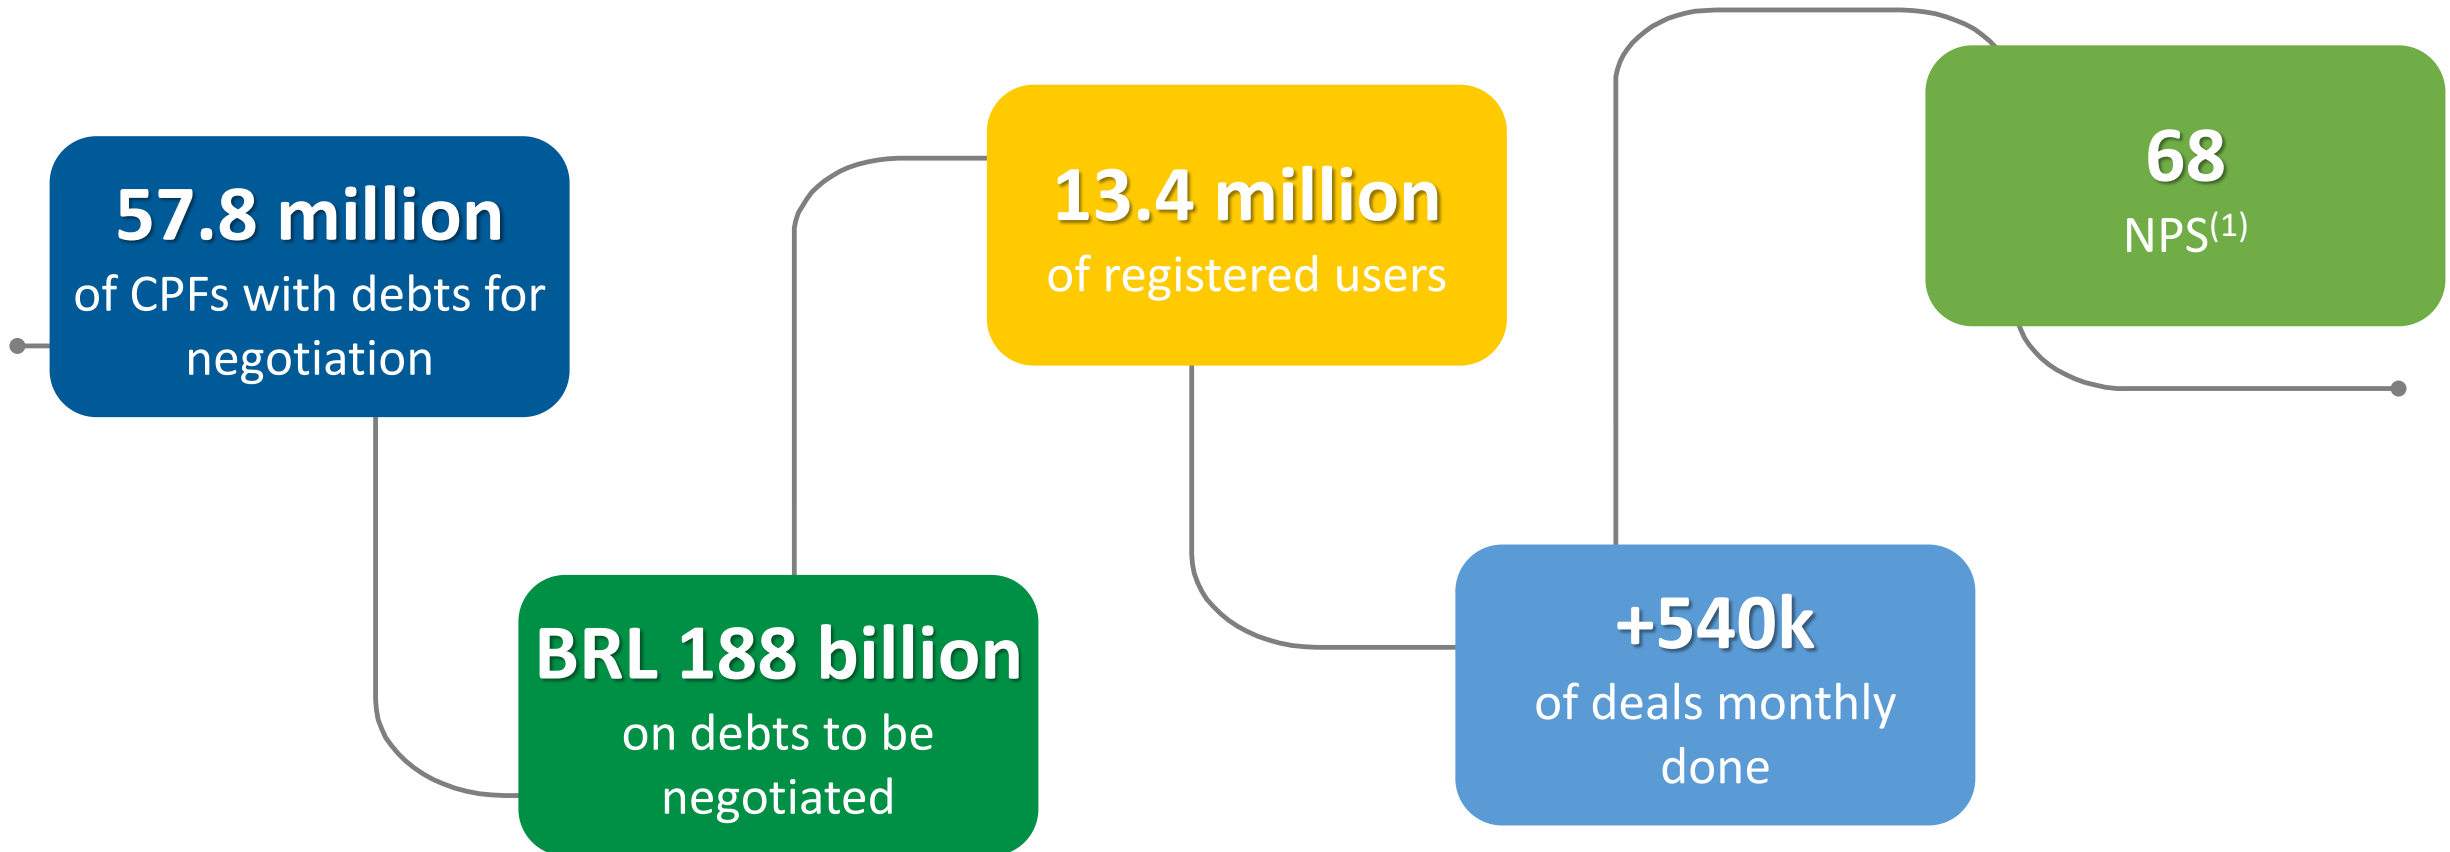 57.8 million
of CPFs with debts for
negotiation
BRL 188 billion
on debts to be
negotiated
13.4 million
of registered users
+540k
of deals monthly
done
68
NPS(1)